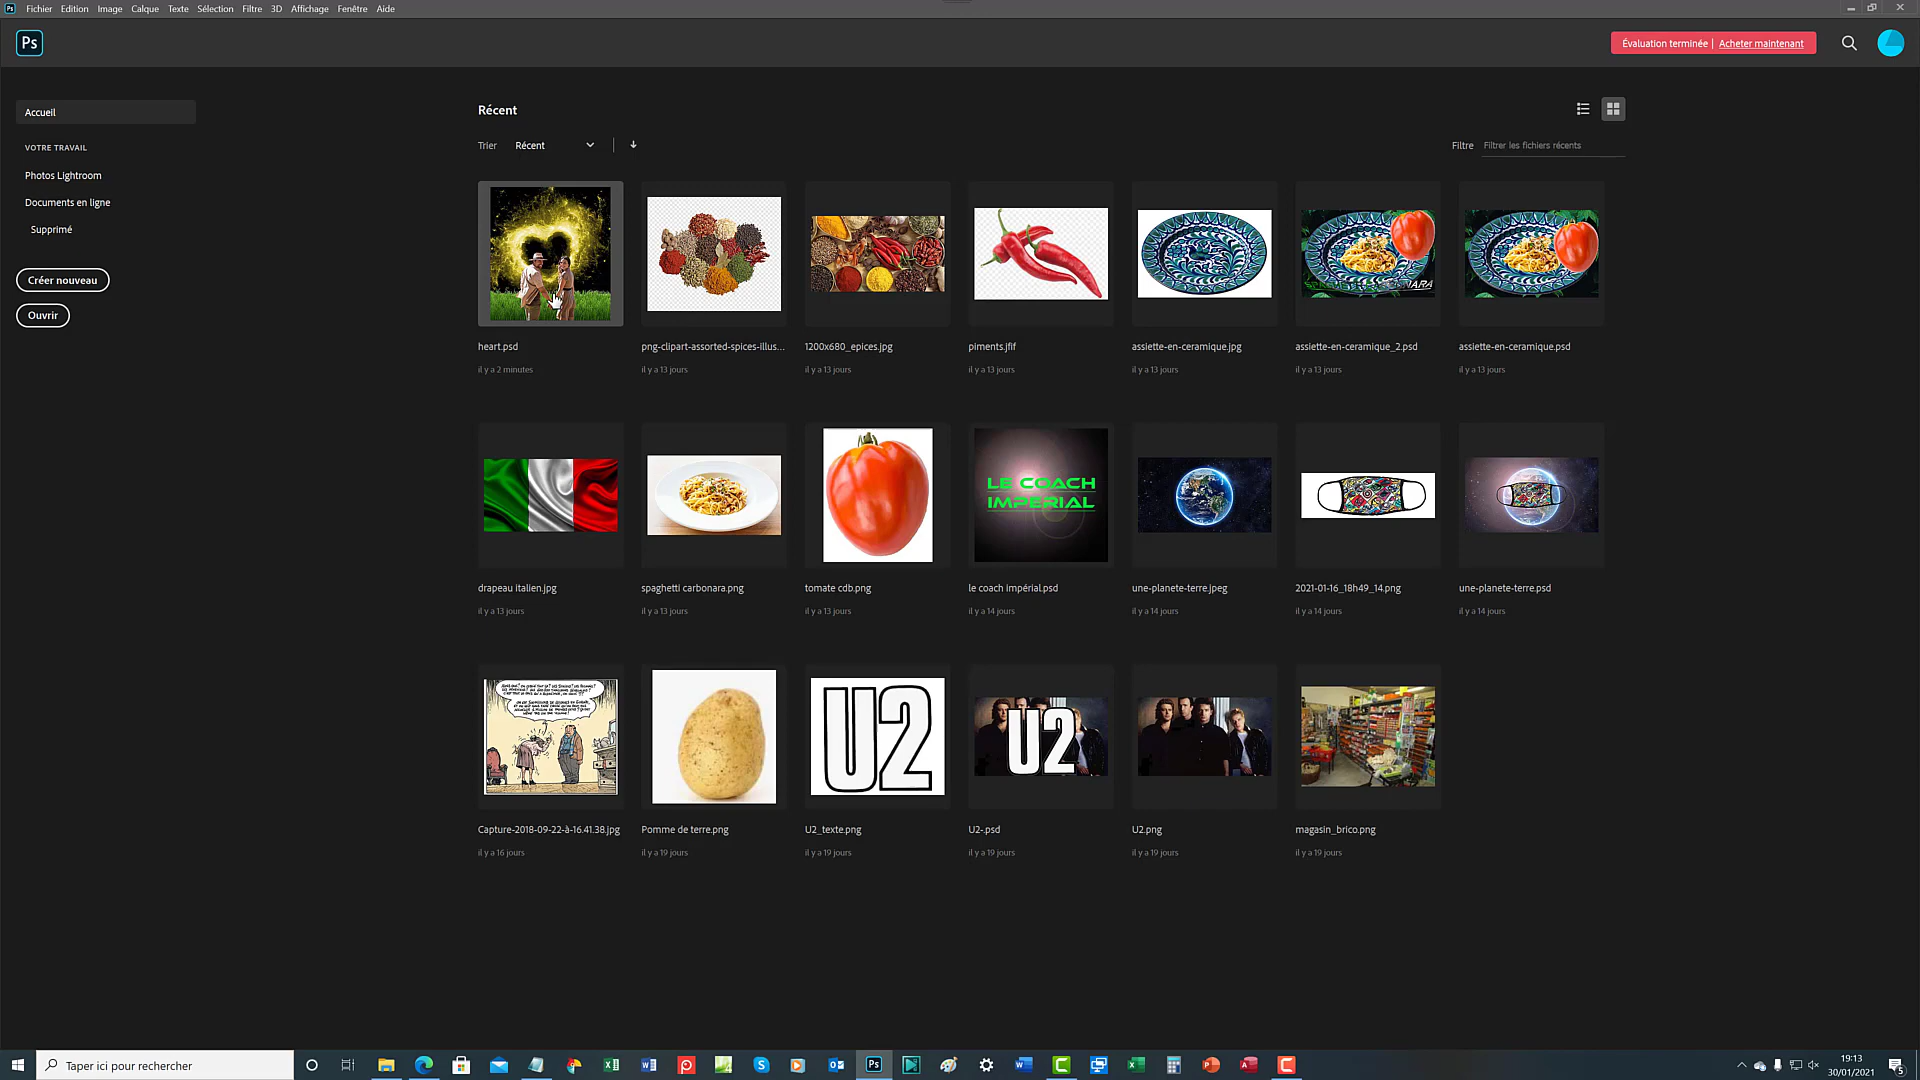 Ps Fichier Edition Image Calque Texte Sélection Filtre 3D Affichage Fenêtre Aide
Ps
Évaluation terminée | Acheter maintenant
Accueil
VOTRE TRAVAIL
Photos Lightroom
Documents en ligne
Supprimé
Créer nouveau
Ouvrir
Récent
Trier Récent
Filtre Filtrer les fichiers récents
heart.psd
il y a 2 minutes
png-clipart-assorted-spices-illus...
il y a 13 jours
1200x680_epices.jpg
il y a 13 jours
piments.jfif
il y a 13 jours
assiette-en-ceramique.jpg
il y a 13 jours
assiette-en-ceramique_2.psd
il y a 13 jours
assiette-en-ceramique.psd
il y a 13 jours
drapeau italien.jpg
il y a 13 jours
spaghetti carbonara.png
il y a 13 jours
tomate cdb.png
il y a 13 jours
LE COACH
IMPERIAL
le coach impérial.psd
il y a 14 jours
une-planete-terre.jpeg
il y a 14 jours
2021-01-16_18h49_14.png
il y a 14 jours
une-planete-terre.psd
il y a 14 jours
Capture-2018-09-22-à-16.41.38.jpg
il y a 16 jours
Pomme de terre.png
il y a 19 jours
U2
U2_texte.png
il y a 19 jours
U2
U2-.psd
il y a 19 jours
U2.png
il y a 19 jours
magasin_brico.png
il y a 19 jours
Taper ici pour rechercher
Ps
19:13
30/01/2021
5